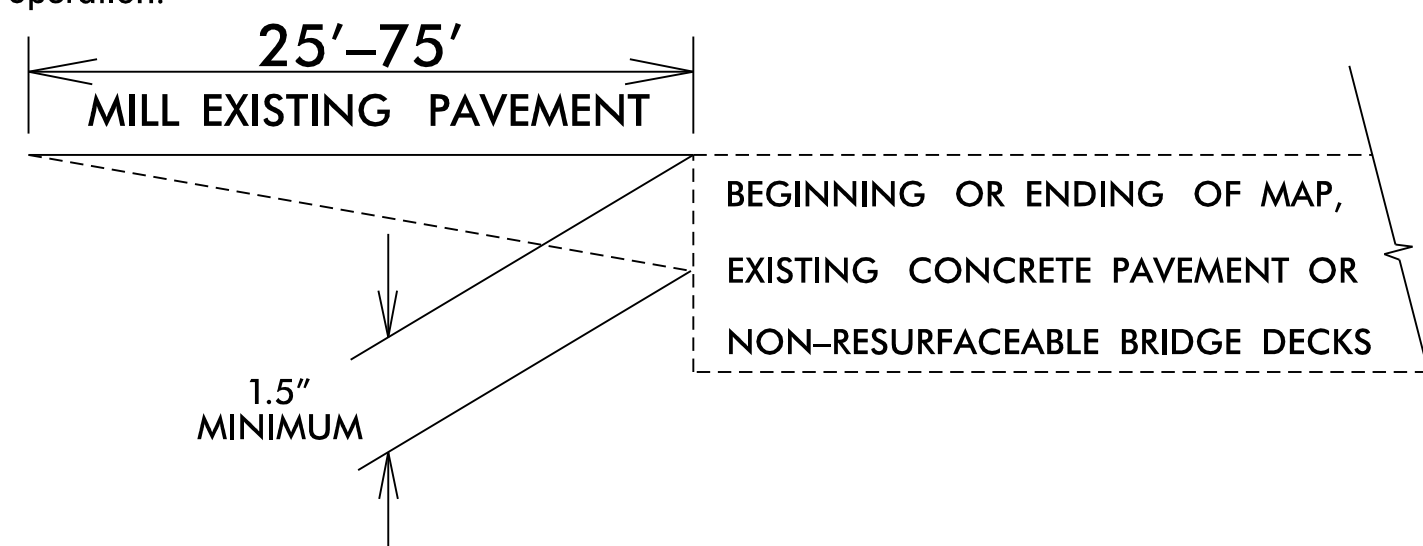 operation.
25′–75′
MILL EXISTING PAVEMENT
BEGINNING OR ENDING OF MAP,
EXISTING CONCRETE PAVEMENT OR
NON–RESURFACEABLE BRIDGE DECKS
1.5″
MINIMUM